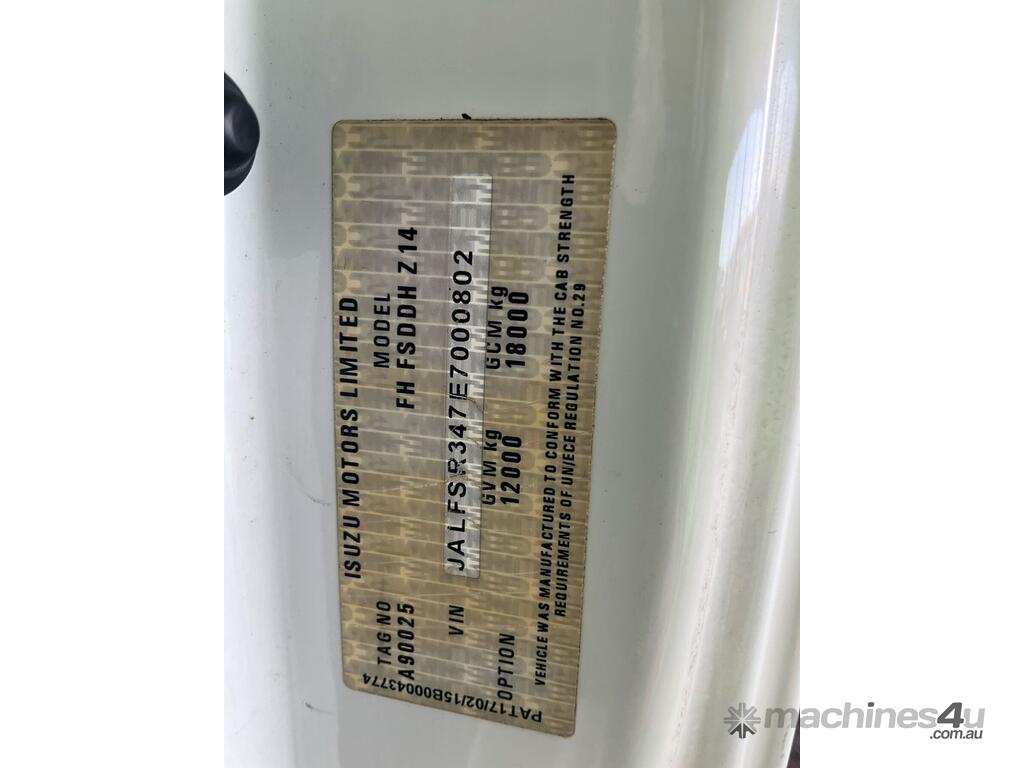 ISUZU MOTORS LIMITED
TAG NO MODEL
A90025 FH FSDDH Z14
VIN JALFSR347E7000802
GVM kg GCM kg
OPTION 12000 18000
VEHICLE WAS MANUFACTURED TO CONFORM WITH THE CAB STRENGTH
REQUIREMENTS OF UN/ECE REGULATION NO.29
PAT17/02/15B00043774
machines4u
.com.au